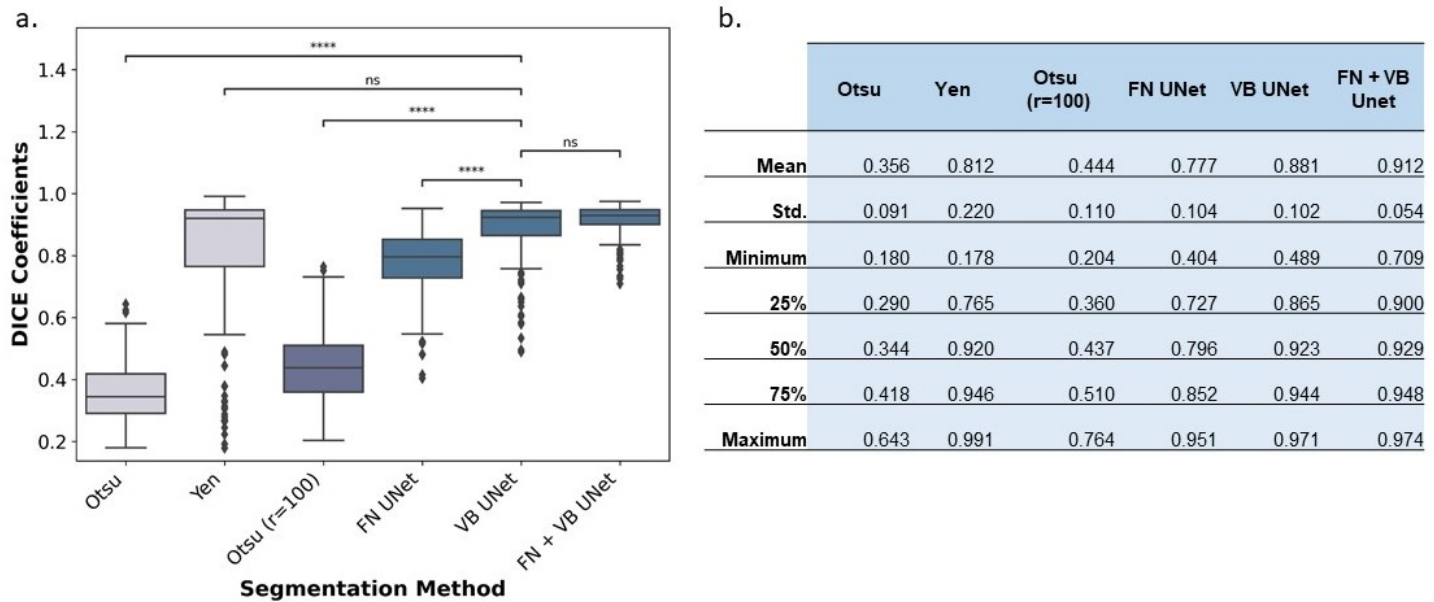 a.
****
ns
****
ns
****
1.4
1.2
1.0
0.8
0.6
0.4
0.2
DICE Coefficients
Otsu
Yen
Otsu (r=100)
FN UNet
VB UNet
FN + VB UNet
Segmentation Method
b.
Otsu Yen Otsu (r=100) FN UNet VB UNet FN + VB Unet
Mean 0.356 0.812 0.444 0.777 0.881 0.912
Std. 0.091 0.220 0.110 0.104 0.102 0.054
Minimum 0.180 0.178 0.204 0.404 0.489 0.709
25% 0.290 0.765 0.360 0.727 0.865 0.900
50% 0.344 0.920 0.437 0.796 0.923 0.929
75% 0.418 0.946 0.510 0.852 0.944 0.948
Maximum 0.643 0.991 0.764 0.951 0.971 0.974